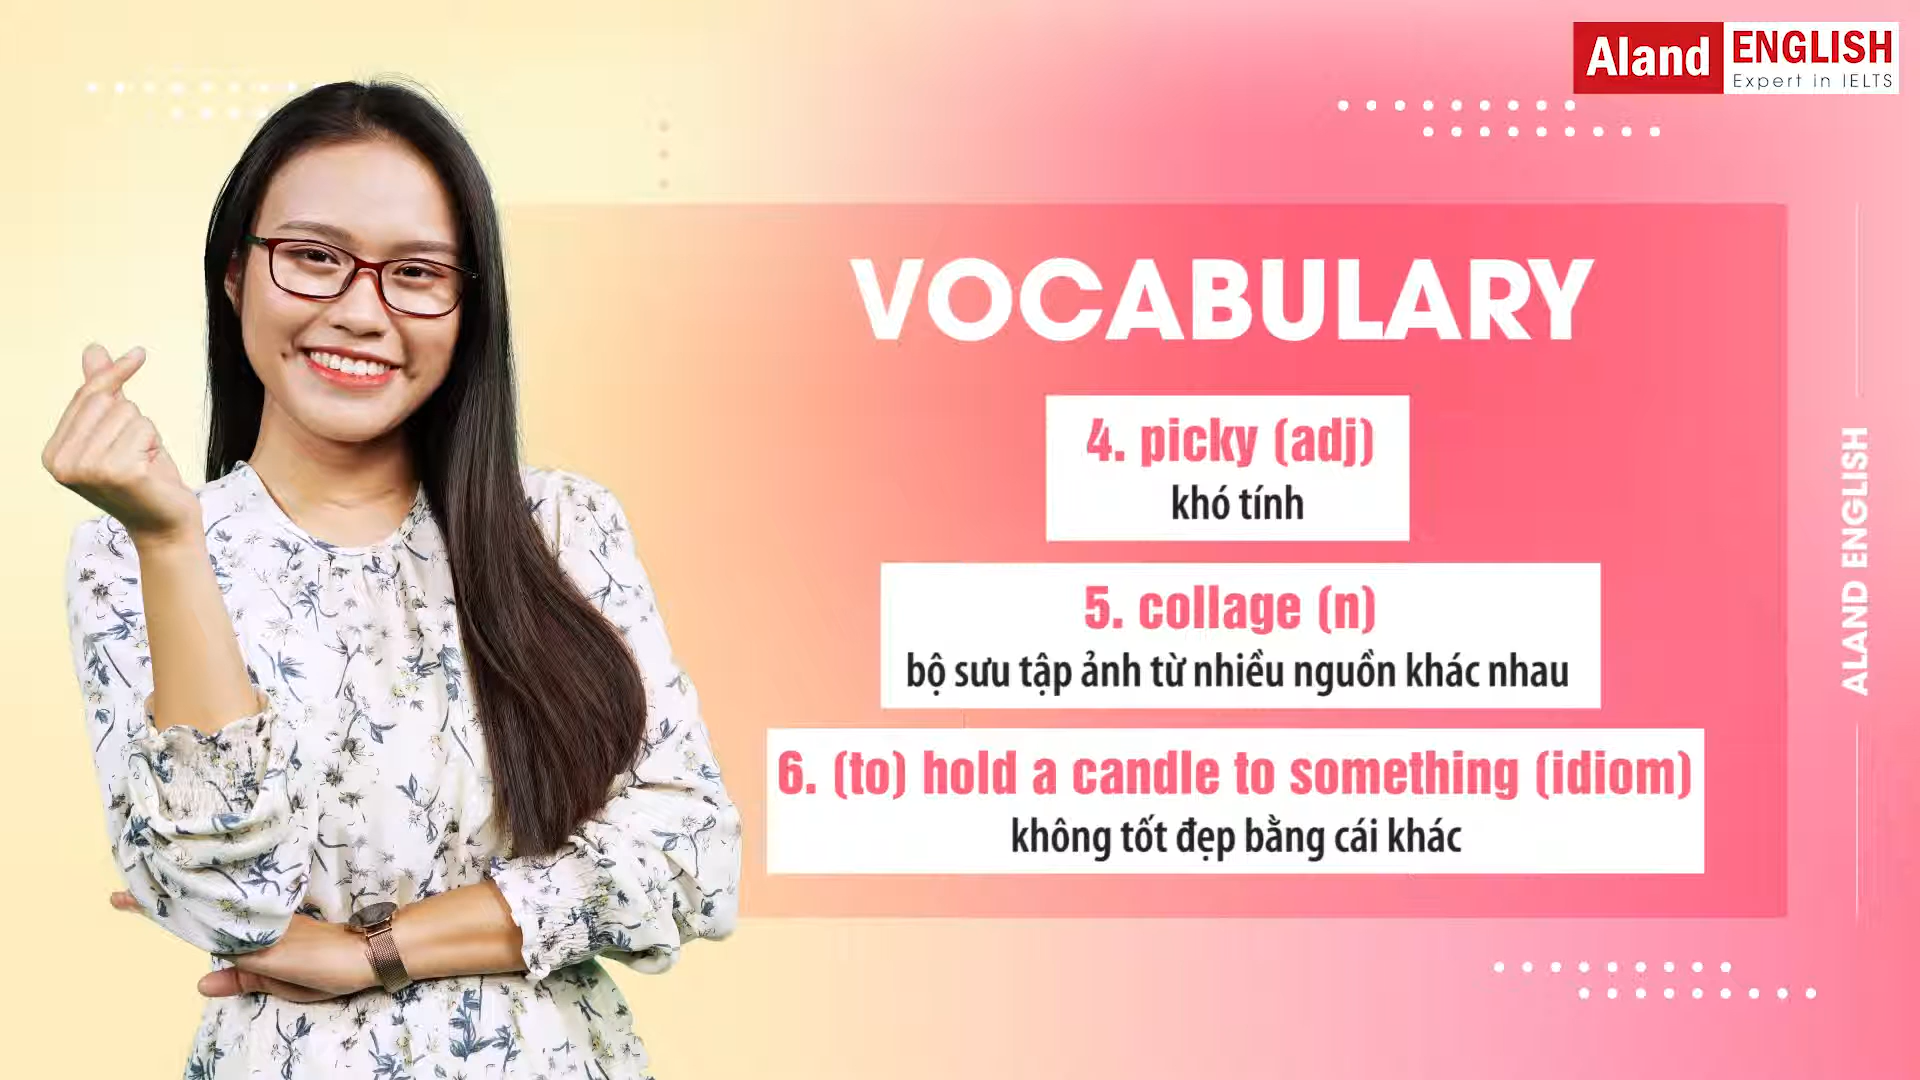 Aland ENGLISH
Expert in IELTS
VOCABULARY
4. picky (adj)
khó tính
5. collage (n)
bộ sưu tập ảnh từ nhiều nguồn khác nhau
6. (to) hold a candle to something (idiom)
không tốt đẹp bằng cái khác
ALAND ENGLISH